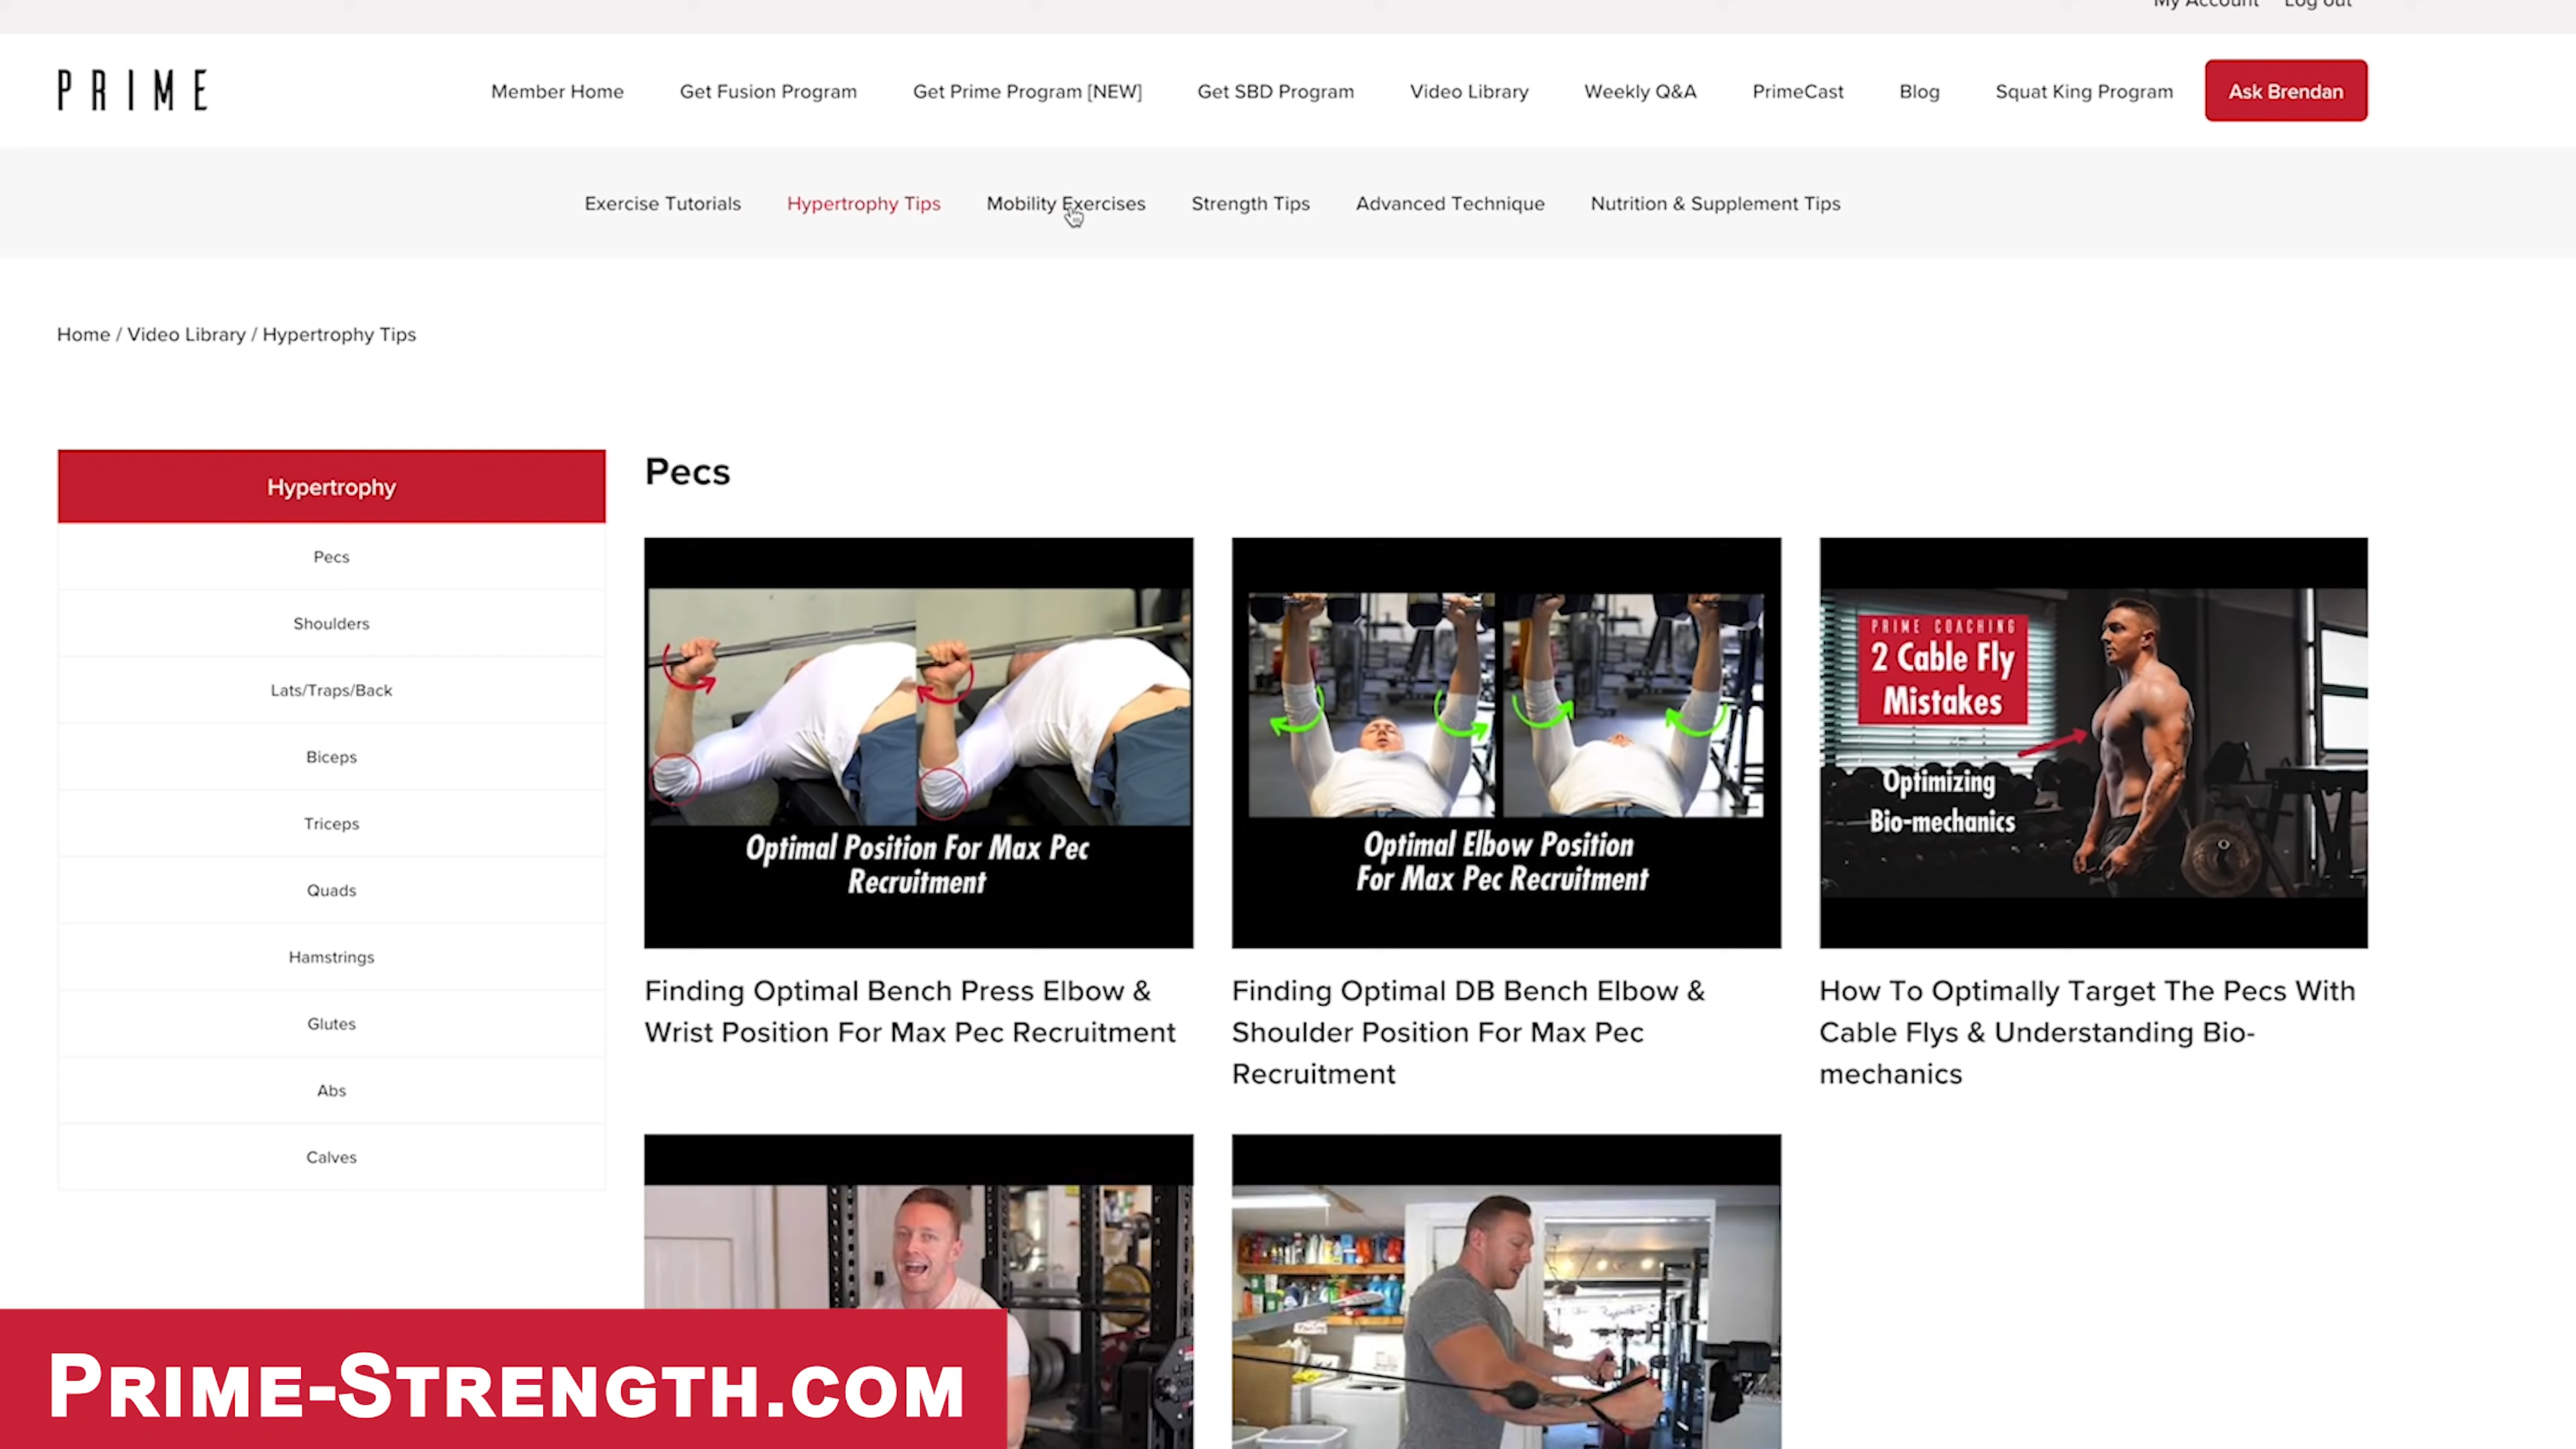 My Account Log out
PRIME
Member Home Get Fusion Program Get Prime Program [NEW] Get SBD Program Video Library Weekly Q&A PrimeCast Blog Squat King Program Ask Brendan
Exercise Tutorials Hypertrophy Tips Mobility Exercises Strength Tips Advanced Technique Nutrition & Supplement Tips
Home / Video Library / Hypertrophy Tips
Hypertrophy
Pecs
Shoulders
Lats/Traps/Back
Biceps
Triceps
Quads
Hamstrings
Glutes
Abs
Calves
Pecs
Optimal Position For Max Pec
Recruitment
Finding Optimal Bench Press Elbow &
Wrist Position For Max Pec Recruitment
Optimal Elbow Position
For Max Pec Recruitment
Finding Optimal DB Bench Elbow &
Shoulder Position For Max Pec
Recruitment
PRIME COACHING
2 Cable Fly
Mistakes
Optimizing
Bio-mechanics
How To Optimally Target The Pecs With
Cable Flys & Understanding Bio-
mechanics
PRIME-STRENGTH.COM